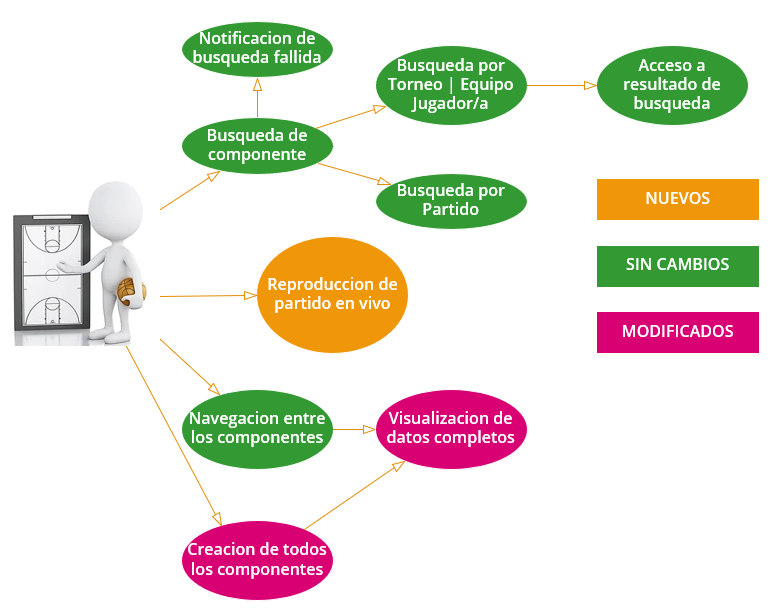 Notificacion de
busqueda fallida
Busqueda por
Torneo | Equipo
Jugador/a
Acceso a
resultado de
busqueda
Busqueda de
componente
Busqueda por
Partido
NUEVOS
SIN CAMBIOS
MODIFICADOS
Reproduccion de
partido en vivo
Navegacion entre
los componentes
Visualizacion de
datos completos
Creacion de todos
los componentes